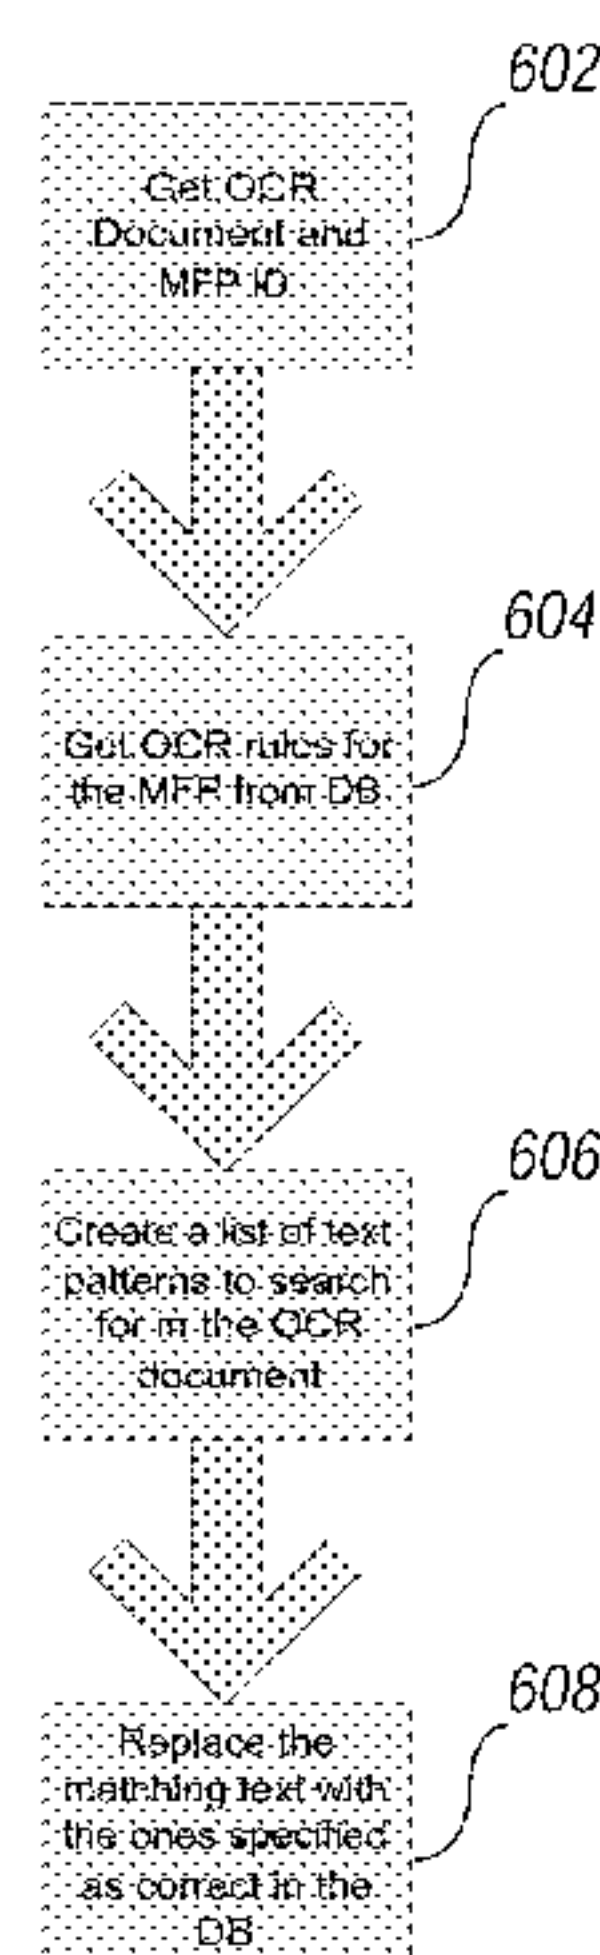 602
Get OCR
Document and
MFP ID
604
Get OCR rules for
the MFP from DB
606
Create a list of text
patterns to search
for in the OCR
document
608
Replace the
matching text with
the ones specified
as correct in the
DB